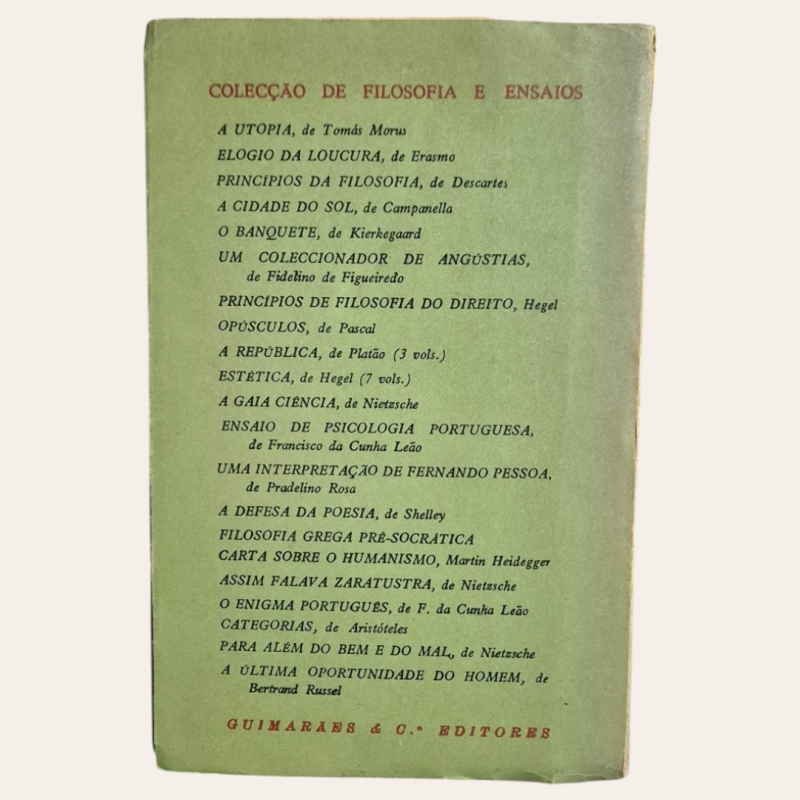 COLECÇÃO DE FILOSOFIA E ENSAIOS
A UTOPIA, de Tomás Morus
ELOGIO DA LOUCURA, de Erasmo
PRINCÍPIOS DA FILOSOFIA, de Descartes
A CIDADE DO SOL, de Campanella
O BANQUETE, de Kierkegaard
UM COLECCIONADOR DE ANGÚSTIAS,
de Fidelino de Figueiredo
PRINCÍPIOS DE FILOSOFIA DO DIREITO, Hegel
OPÚSCULOS, de Pascal
A REPÚBLICA, de Platão (3 vols.)
ESTÉTICA, de Hegel (7 vols.)
A GAIA CIÊNCIA, de Nietzsche
ENSAIO DE PSICOLOGIA PORTUGUESA,
de Francisco da Cunha Leão
UMA INTERPRETAÇÃO DE FERNANDO PESSOA,
de Pradelino Rosa
A DEFESA DA POESIA, de Shelley
FILOSOFIA GREGA PRÉ-SOCRATICA
CARTA SOBRE O HUMANISMO, Martin Heidegger
ASSIM FALAVA ZARATUSTRA, de Nietzsche
O ENIGMA PORTUGUÊS, de F. da Cunha Leão
CATEGORIAS, de Aristóteles
PARA ALÉM DO BEM E DO MAL, de Nietzsche
A ÚLTIMA OPORTUNIDADE DO HOMEM, de
Bertrand Russel
GUIMARÃES & C.ª EDITORES